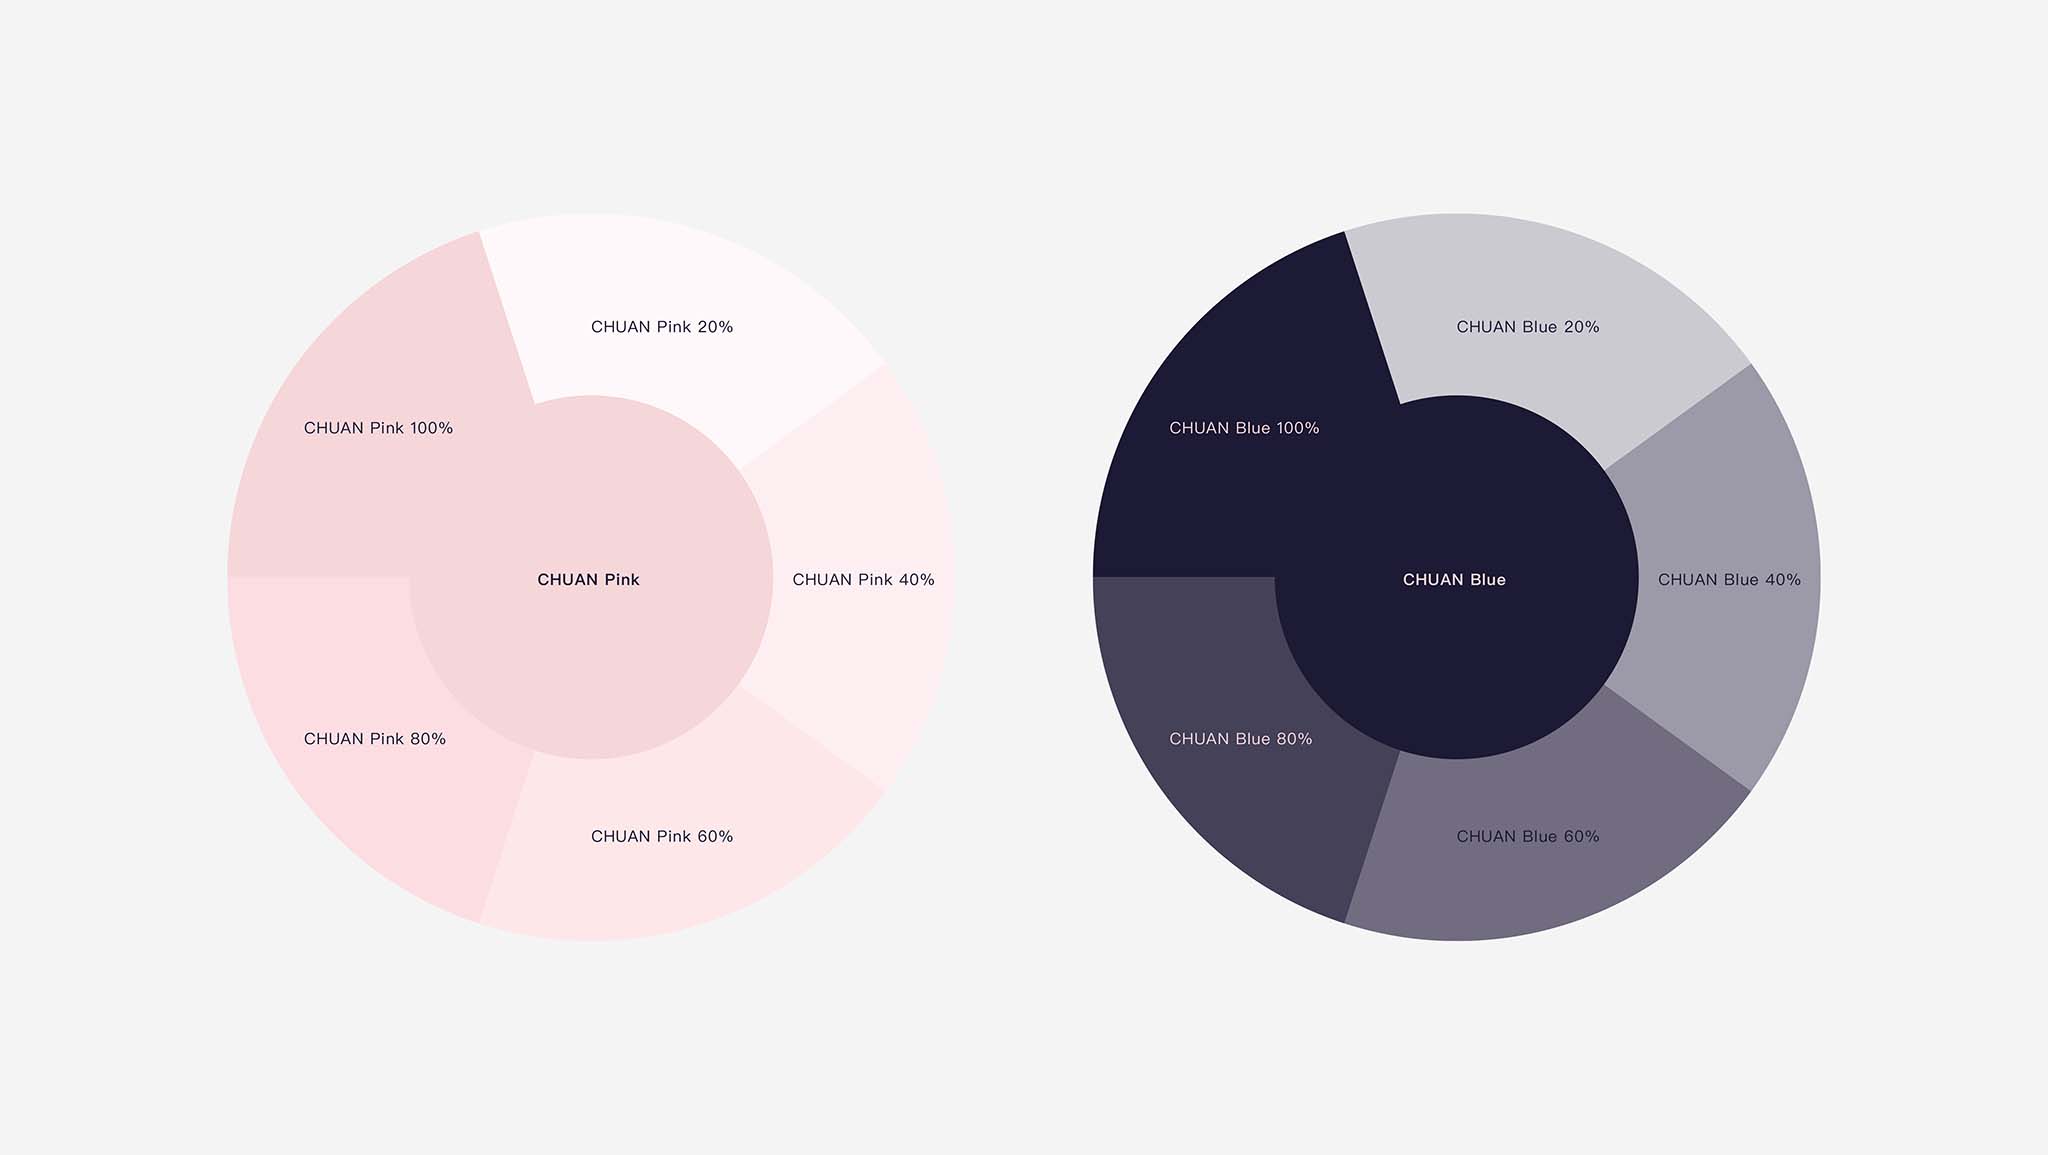 CHUAN Pink 20%
CHUAN Pink 100%
CHUAN Pink
CHUAN Pink 40%
CHUAN Pink 80%
CHUAN Pink 60%
CHUAN Blue 20%
CHUAN Blue 100%
CHUAN Blue
CHUAN Blue 40%
CHUAN Blue 80%
CHUAN Blue 60%